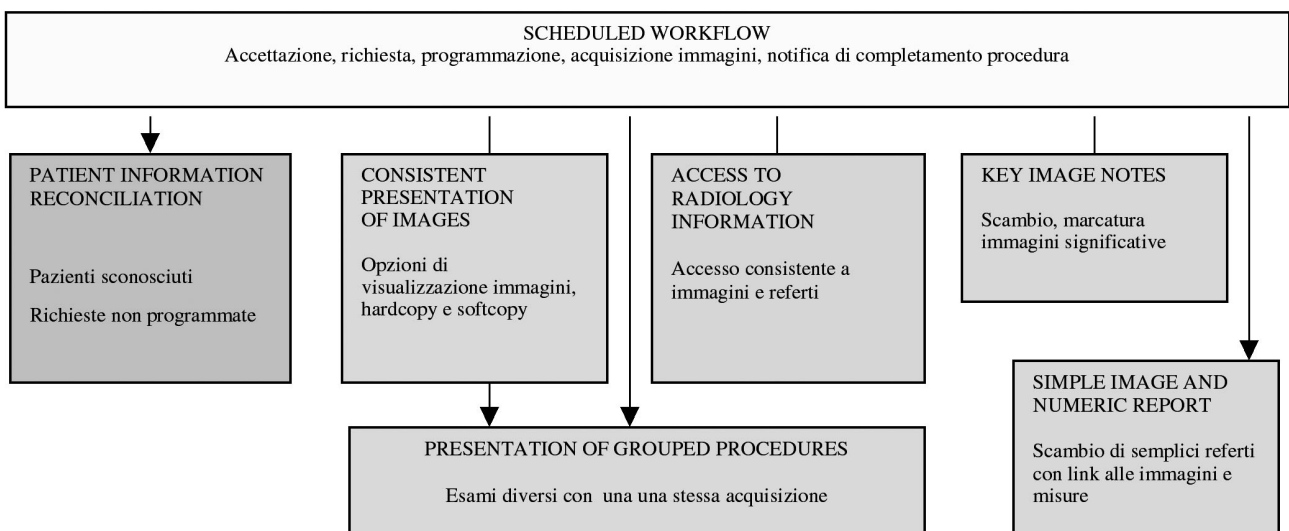 SCHEDULED WORKFLOW
Accettazione, richiesta, programmazione, acquisizione immagini, notifica di completamento procedura
PATIENT INFORMATION
RECONCILIATION
Pazienti sconosciuti
Richieste non programmate
CONSISTENT
PRESENTATION
OF IMAGES
Opzioni di
visualizzazione immagini,
hardcopy e softcopy
ACCESS TO
RADIOLOGY
INFORMATION
Accesso consistente a
immagini e referti
KEY IMAGE NOTES
Scambio, marcatura
immagini significative
PRESENTATION OF GROUPED PROCEDURES
Esami diversi con una una stessa acquisizione
SIMPLE IMAGE AND
NUMERIC REPORT
Scambio di semplici referti
con link alle immagini e
misure